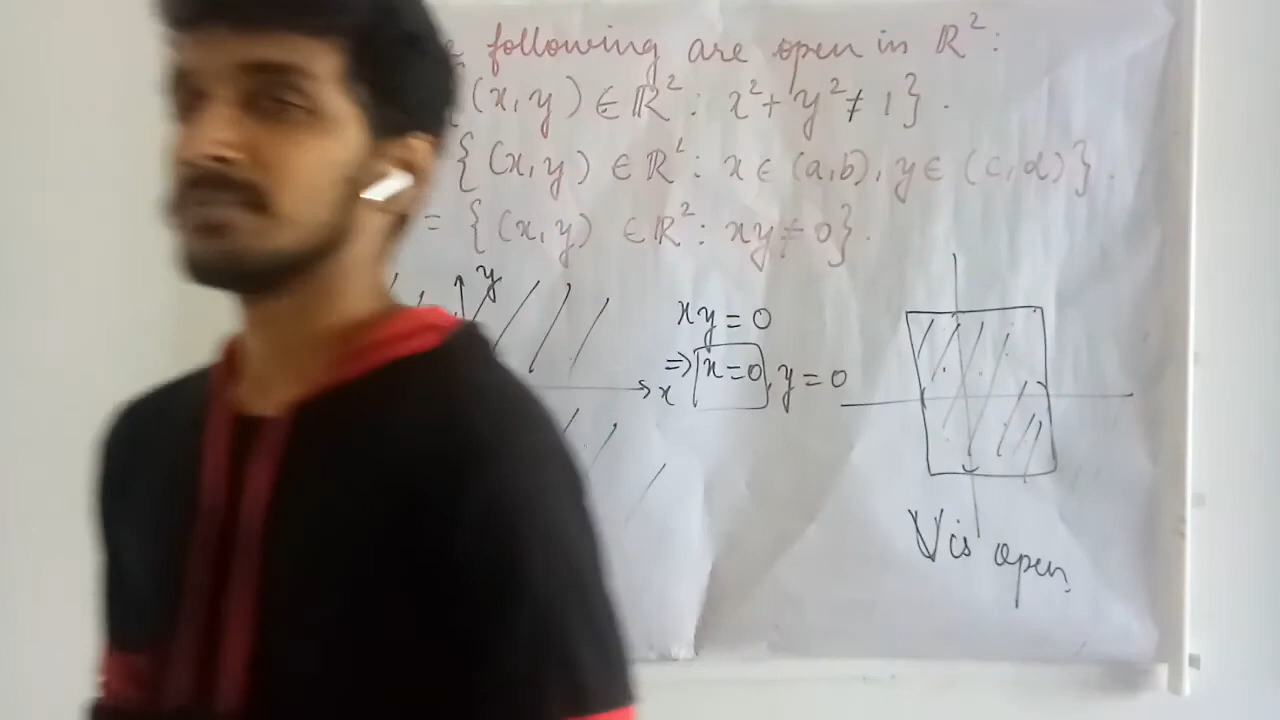 following are open in ℝ²:
(x,y) ∈ ℝ² : x² + y² ≠ 1}.
{(x,y) ∈ ℝ² : x ∈ (a,b), y ∈ (c,d)}.
= {(x,y) ∈ ℝ² : xy ≠ 0}.
y
xy = 0
x
⇒ x = 0, y = 0
V is open.